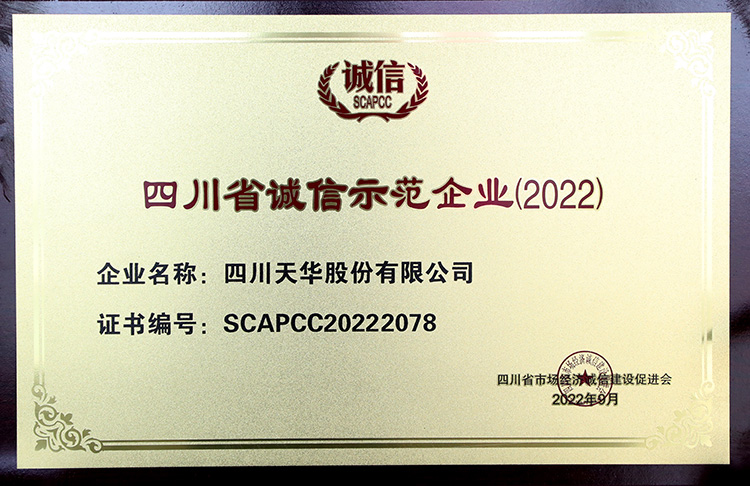 诚信
SCAPCC
四川省诚信示范企业(2022)
企业名称：四川天华股份有限公司
证书编号：SCAPCC20222078
四川省市场经济诚信建设促进会
2022年9月